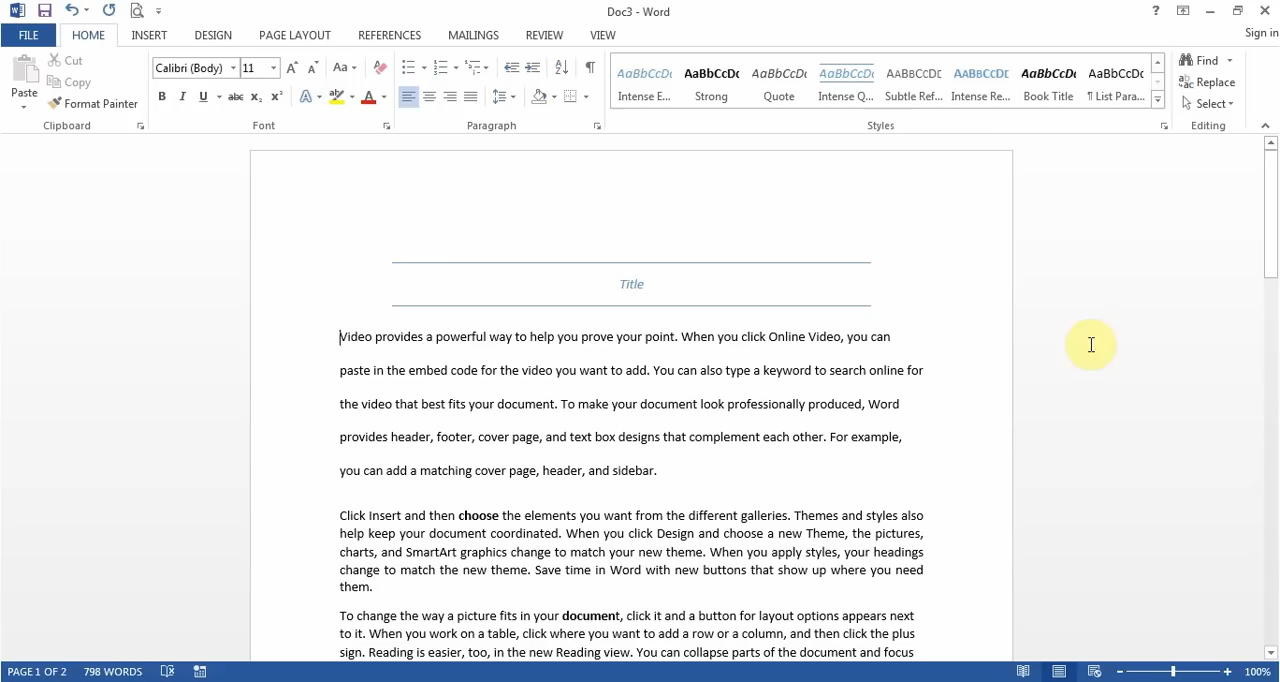 Doc3 - Word
Sign in
FILE HOME INSERT DESIGN PAGE LAYOUT REFERENCES MAILINGS REVIEW VIEW
Paste
Cut
Copy
Format Painter
Clipboard
Calibri (Body) 11
Font
Paragraph
AaBbCcDc AaBbCcDc AaBbCcDc AaBbCcDc AABBCCDE AABBCCDE AaBbCcDc AaBbCcDc
Intense E... Strong Quote Intense Q... Subtle Ref... Intense Re... Book Title ¶ List Para...
Styles
Find
Replace
Select
Editing
Title
Video provides a powerful way to help you prove your point. When you click Online Video, you can
paste in the embed code for the video you want to add. You can also type a keyword to search online for
the video that best fits your document. To make your document look professionally produced, Word
provides header, footer, cover page, and text box designs that complement each other. For example,
you can add a matching cover page, header, and sidebar.
Click Insert and then choose the elements you want from the different galleries. Themes and styles also
help keep your document coordinated. When you click Design and choose a new Theme, the pictures,
charts, and SmartArt graphics change to match your new theme. When you apply styles, your headings
change to match the new theme. Save time in Word with new buttons that show up where you need
them.
To change the way a picture fits in your document, click it and a button for layout options appears next
to it. When you work on a table, click where you want to add a row or a column, and then click the plus
sign. Reading is easier, too, in the new Reading view. You can collapse parts of the document and focus
PAGE 1 OF 2 798 WORDS 100%